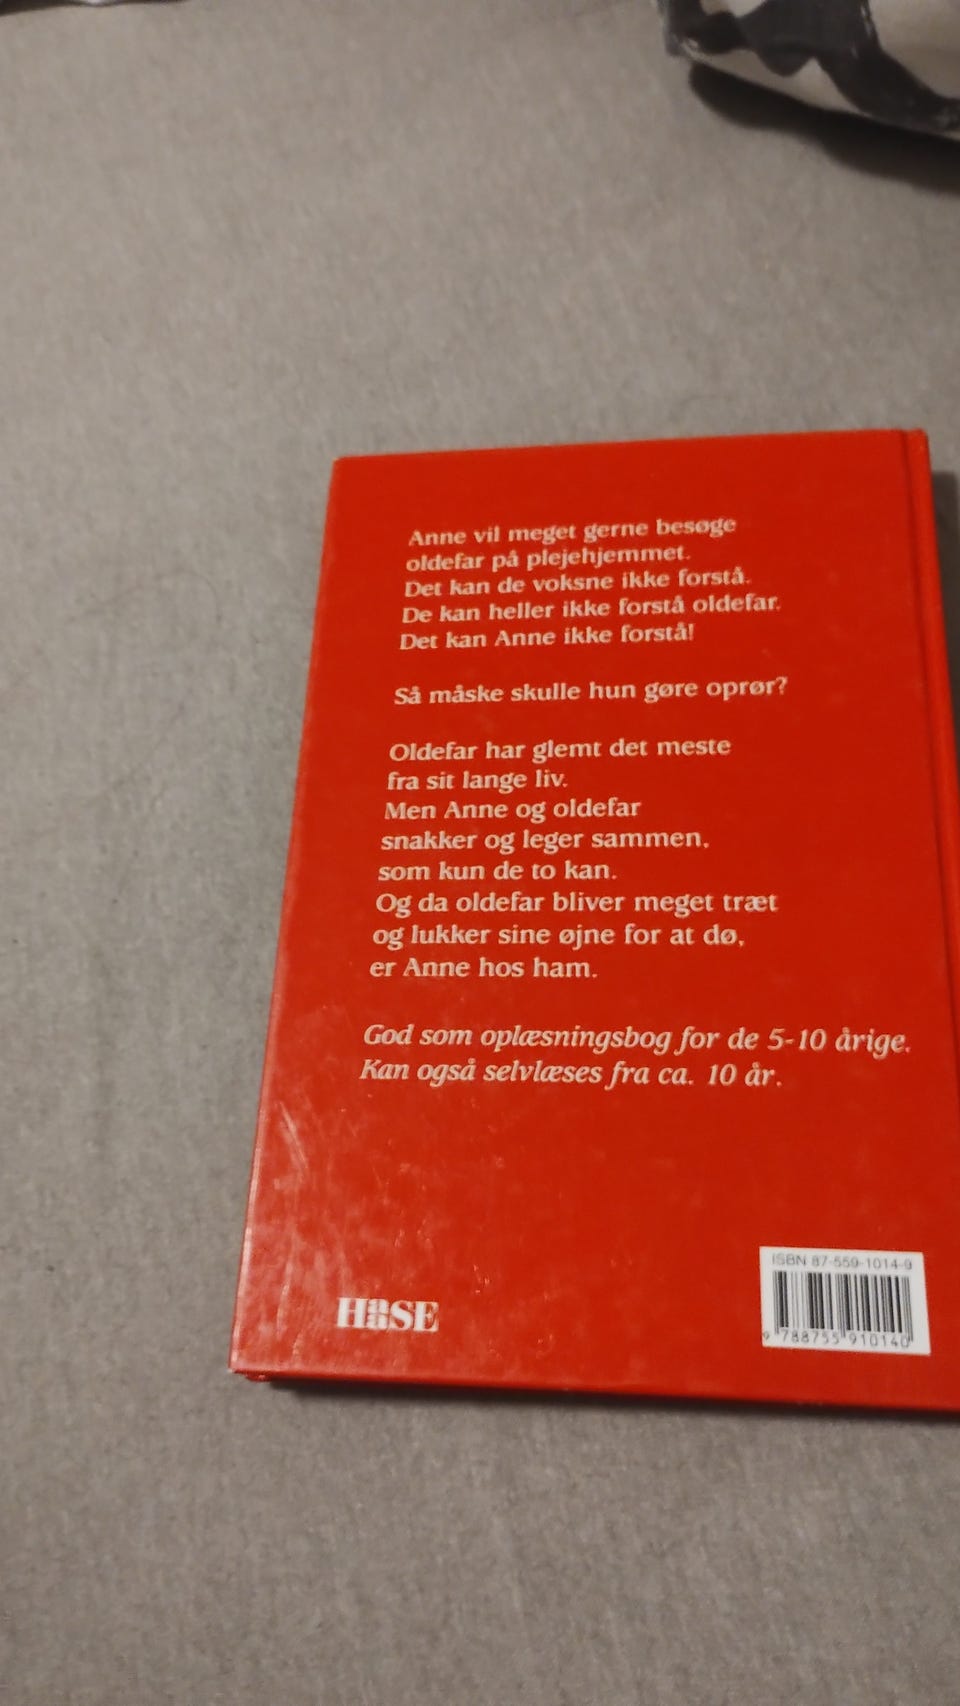 Anne vil meget gerne besøge
oldefar på plejehjemmet.
Det kan de voksne ikke forstå.
De kan heller ikke forstå oldefar.
Det kan Anne ikke forstå!
Så måske skulle hun gøre oprør?
Oldefar har glemt det meste
fra sit lange liv.
Men Anne og oldefar
snakker og leger sammen,
som kun de to kan.
Og da oldefar bliver meget træt
og lukker sine øjne for at dø,
er Anne hos ham.
God som oplæsningsbog for de 5-10 årige.
Kan også selvlæses fra ca. 10 år.
HaaSE
ISBN 87-559-1014-9
9 788755 910140